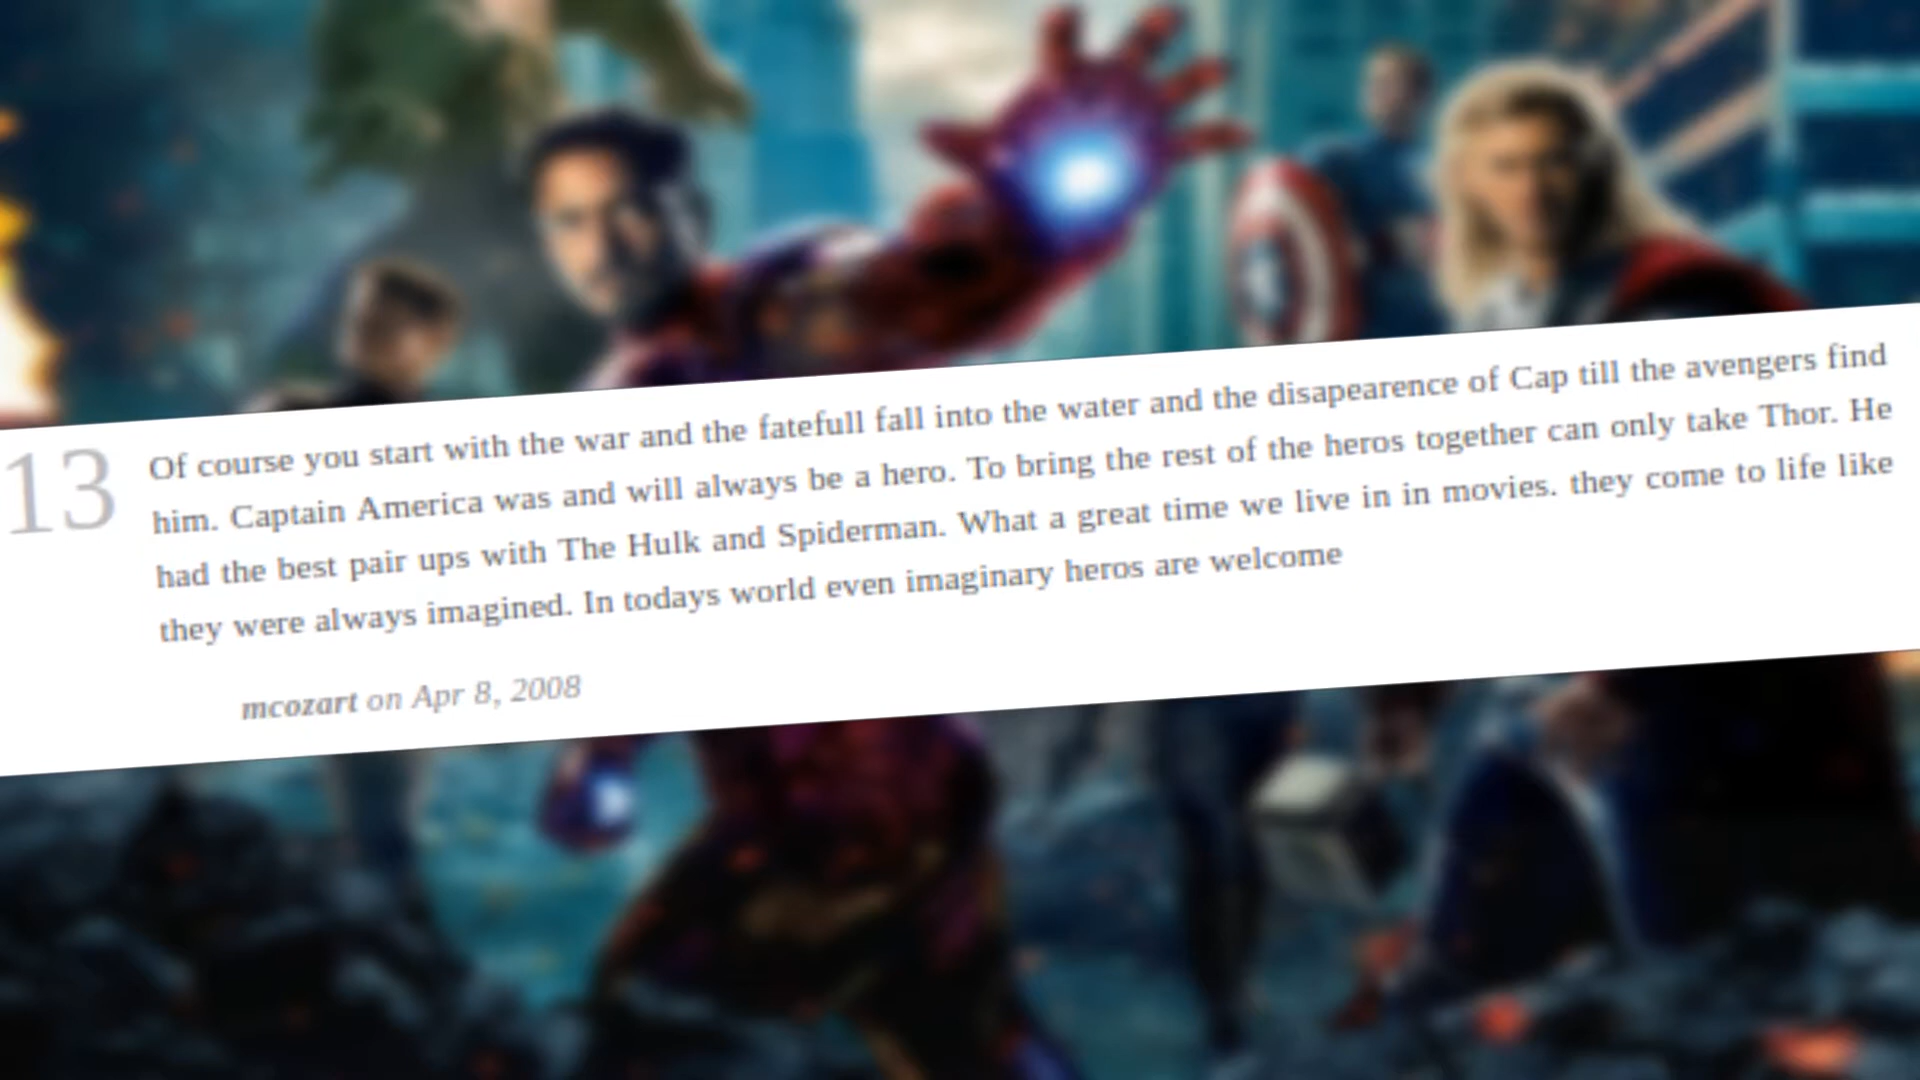 13
Of course you start with the war and the fatefull fall into the water and the disapearence of Cap till the avengers find
him. Captain America was and will always be a hero. To bring the rest of the heros together can only take Thor. He
had the best pair ups with The Hulk and Spiderman. What a great time we live in in movies. they come to life like
they were always imagined. In todays world even imaginary heros are welcome
mcozart on Apr 8, 2008